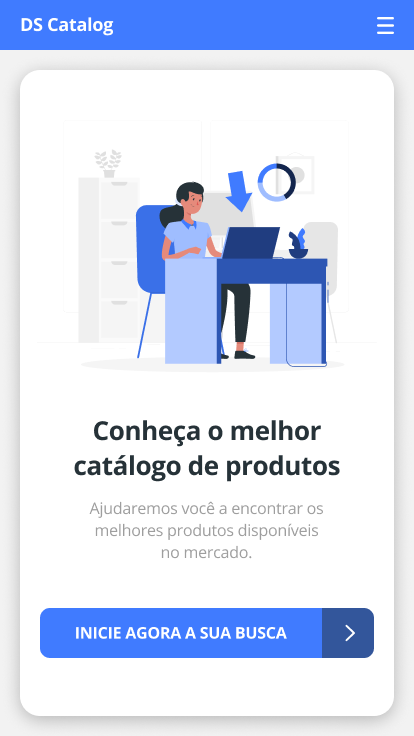 DS Catalog
Conheça o melhor
catálogo de produtos
Ajudaremos você a encontrar os
melhores produtos disponíveis
no mercado.
INICIE AGORA A SUA BUSCA